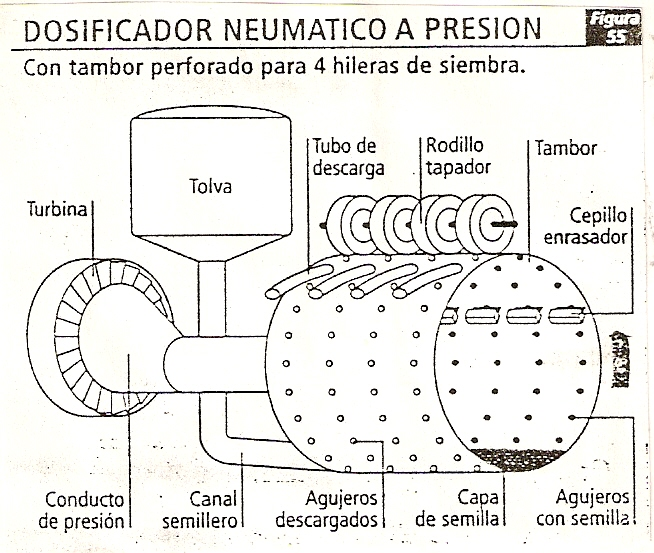 DOSIFICADOR NEUMATICO A PRESION
Figura
55
Con tambor perforado para 4 hileras de siembra.
Tolva
Tubo de
descarga
Rodillo
tapador
Tambor
Turbina
Cepillo
enrasador
Conducto
de presión
Canal
semillero
Agujeros
descargados
Capa
de semilla
Agujeros
con semilla